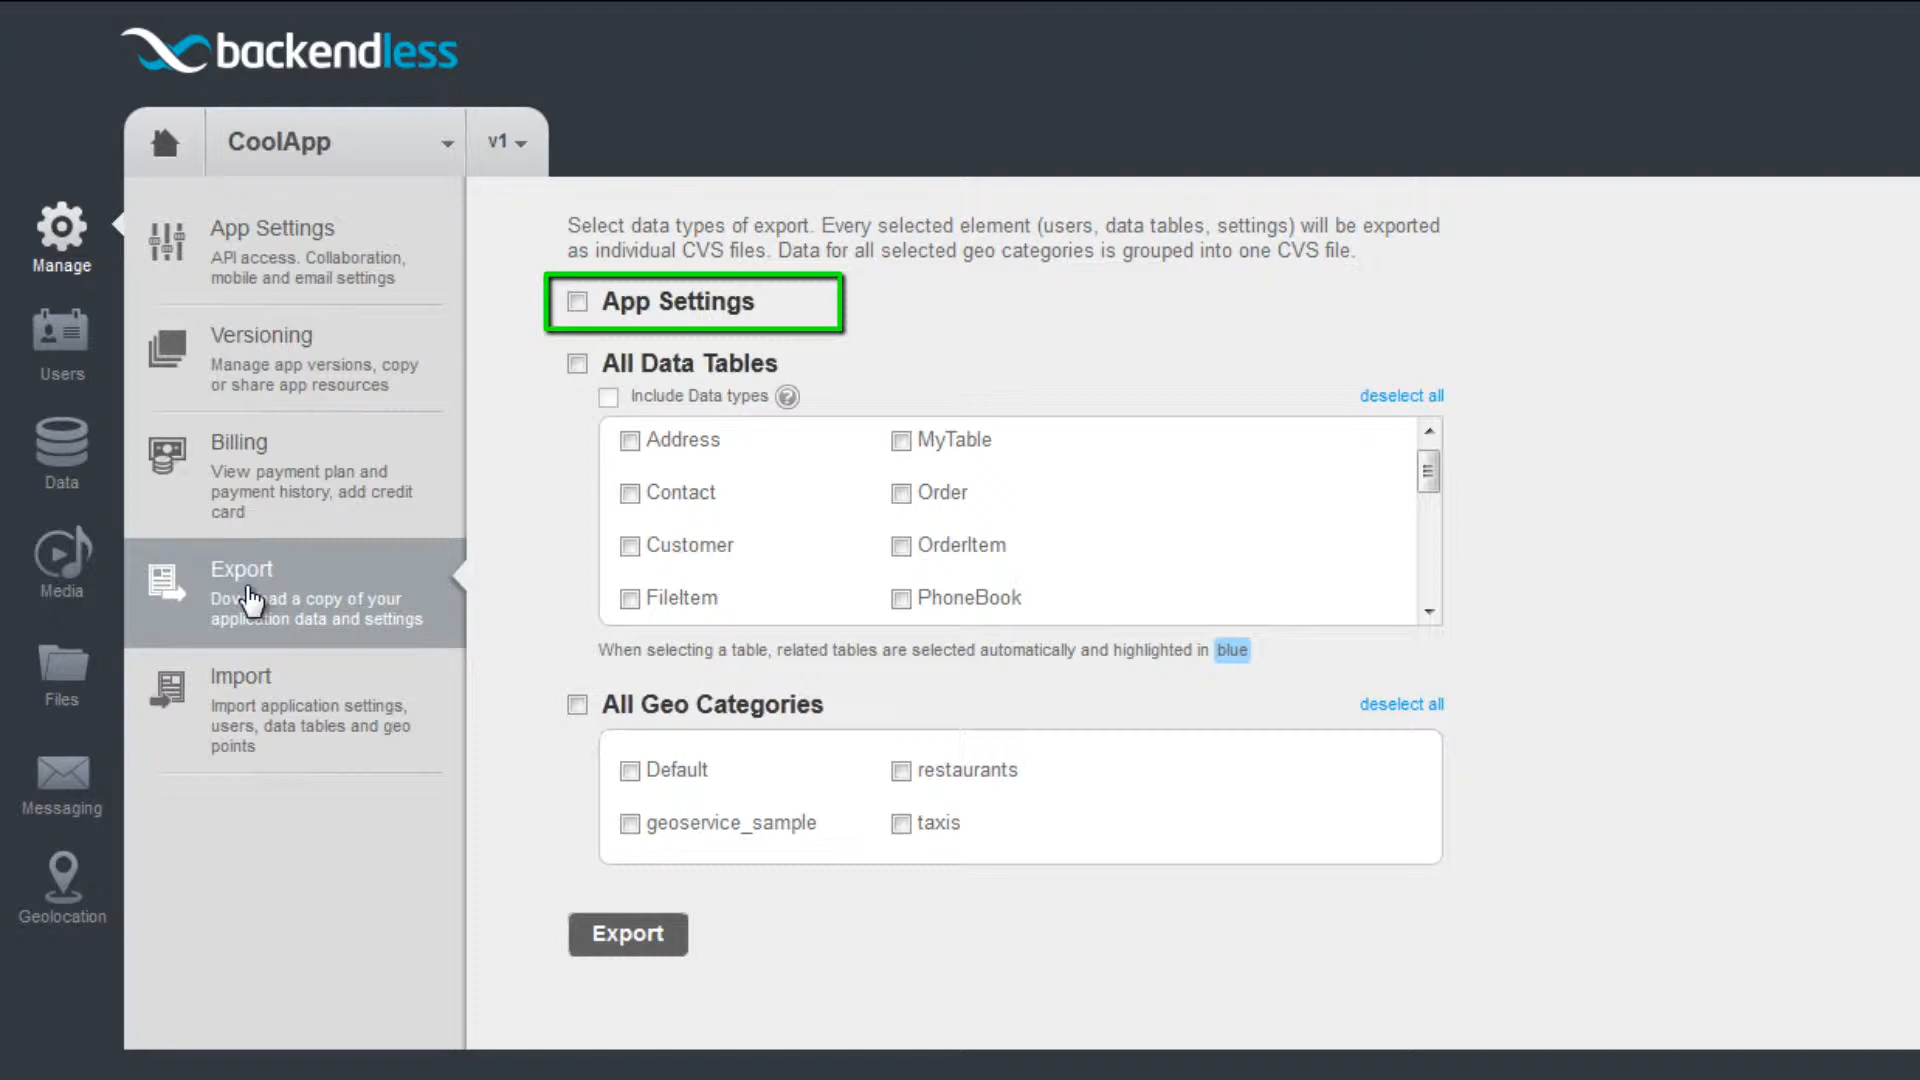 backendless
CoolApp
v1
Manage
Users
Data
Media
Files
Messaging
Geolocation
App Settings
API access. Collaboration,
mobile and email settings
Versioning
Manage app versions, copy
or share app resources
Billing
View payment plan and
payment history, add credit
card
Export
a copy of your
application data and settings
Import
Import application settings,
users, data tables and geo
points
Select data types of export. Every selected element (users, data tables, settings) will be exported
as individual CVS files. Data for all selected geo categories is grouped into one CVS file.
App Settings
All Data Tables
Include Data types ?
deselect all
Address
MyTable
Contact
Order
Customer
OrderItem
FileItem
PhoneBook
When selecting a table, related tables are selected automatically and highlighted in blue
All Geo Categories
deselect all
Default
restaurants
geoservice_sample
taxis
Export